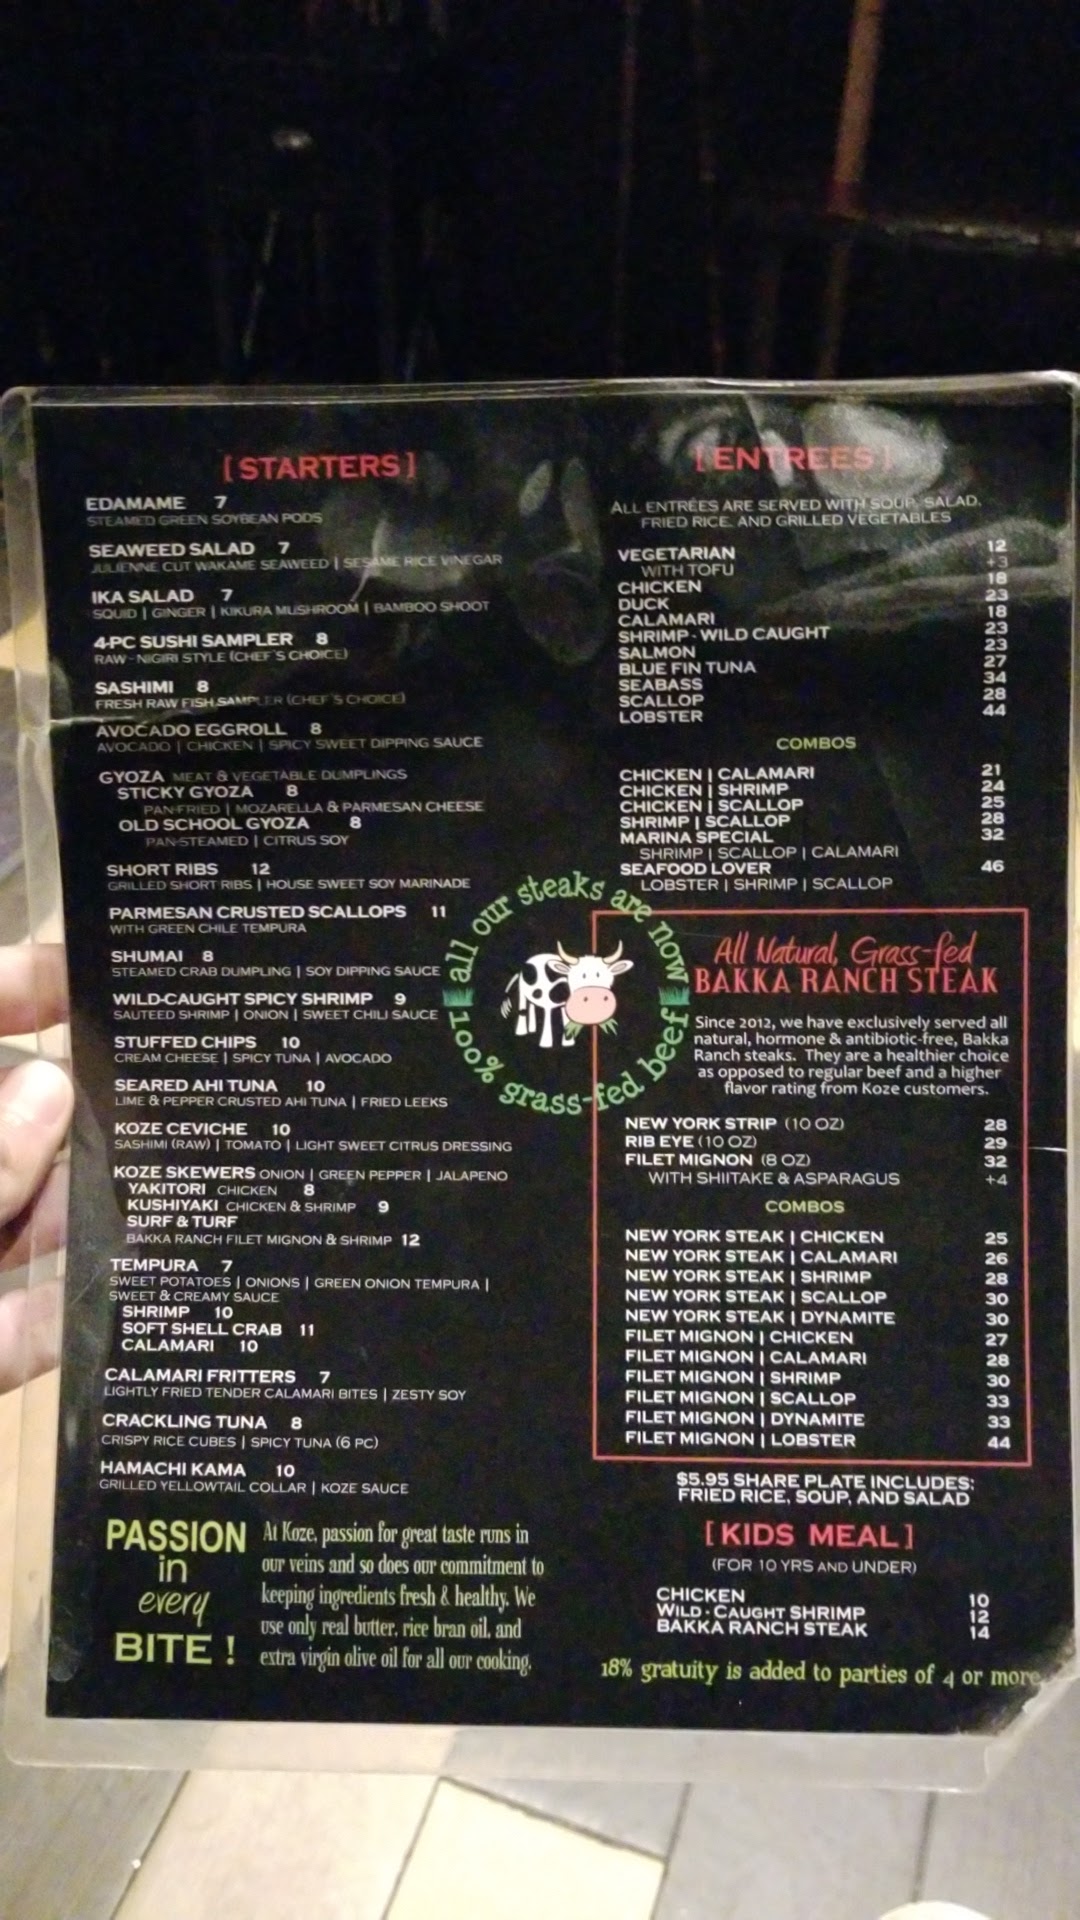 [ STARTERS ]
EDAMAME 7
STEAMED GREEN SOYBEAN PODS
SEAWEED SALAD 7
JULIENNE CUT WAKAME SEAWEED | SESAME RICE VINEGAR
IKA SALAD 7
SQUID | GINGER | KIKURA MUSHROOM | BAMBOO SHOOT
4-PC SUSHI SAMPLER 8
RAW - NIGIRI STYLE (CHEF'S CHOICE)
SASHIMI 8
FRESH RAW FISH SAMPLER (CHEF'S CHOICE)
AVOCADO EGGROLL 8
AVOCADO | CHICKEN | SPICY SWEET DIPPING SAUCE
GYOZA MEAT & VEGETABLE DUMPLINGS
STICKY GYOZA 8
PAN-FRIED | MOZARELLA & PARMESAN CHEESE
OLD SCHOOL GYOZA 8
PAN-STEAMED | CITRUS SOY
SHORT RIBS 12
GRILLED SHORT RIBS | HOUSE SWEET SOY MARINADE
PARMESAN CRUSTED SCALLOPS 11
WITH GREEN CHILE TEMPURA
SHUMAI 8
STEAMED CRAB DUMPLING | SOY DIPPING SAUCE
WILD-CAUGHT SPICY SHRIMP 9
SAUTEED SHRIMP | ONION | SWEET CHILI SAUCE
STUFFED CHIPS 10
CREAM CHEESE | SPICY TUNA | AVOCADO
SEARED AHI TUNA 10
LIME & PEPPER CRUSTED AHI TUNA | FRIED LEEKS
KOZE CEVICHE 10
SASHIMI (RAW) | TOMATO | LIGHT SWEET CITRUS DRESSING
KOZE SKEWERS ONION | GREEN PEPPER | JALAPENO
YAKITORI CHICKEN 8
KUSHIYAKI CHICKEN & SHRIMP 9
SURF & TURF
BAKKA RANCH FILET MIGNON & SHRIMP 12
TEMPURA 7
SWEET POTATOES | ONIONS | GREEN ONION TEMPURA |
SWEET & CREAMY SAUCE
SHRIMP 10
SOFT SHELL CRAB 11
CALAMARI 10
CALAMARI FRITTERS 7
LIGHTLY FRIED TENDER CALAMARI BITES | ZESTY SOY
CRACKLING TUNA 8
CRISPY RICE CUBES | SPICY TUNA (6 PC)
HAMACHI KAMA 10
GRILLED YELLOWTAIL COLLAR | KOZE SAUCE
PASSION
in
every
BITE !
At Koze, passion for great taste runs in
our veins and so does our commitment to
keeping ingredients fresh & healthy. We
use only real butter, rice bran oil, and
extra virgin olive oil for all our cooking.
all our steaks are now
100% grass-fed beef
[ ENTREES ]
ALL ENTRÉES ARE SERVED WITH SOUP, SALAD,
FRIED RICE, AND GRILLED VEGETABLES
VEGETARIAN 12
WITH TOFU +3
CHICKEN 18
DUCK 23
CALAMARI 18
SHRIMP - WILD CAUGHT 23
SALMON 23
BLUE FIN TUNA 27
SEABASS 34
SCALLOP 28
LOBSTER 44
COMBOS
CHICKEN | CALAMARI 21
CHICKEN | SHRIMP 24
CHICKEN | SCALLOP 25
SHRIMP | SCALLOP 28
MARINA SPECIAL 32
SHRIMP | SCALLOP | CALAMARI
SEAFOOD LOVER 46
LOBSTER | SHRIMP | SCALLOP
All Natural, Grass-fed
BAKKA RANCH STEAK
Since 2012, we have exclusively served all
natural, hormone & antibiotic-free, Bakka
Ranch steaks. They are a healthier choice
as opposed to regular beef and a higher
flavor rating from Koze customers.
NEW YORK STRIP (10 OZ) 28
RIB EYE (10 OZ) 29
FILET MIGNON (8 OZ) 32
WITH SHIITAKE & ASPARAGUS +4
COMBOS
NEW YORK STEAK | CHICKEN 25
NEW YORK STEAK | CALAMARI 26
NEW YORK STEAK | SHRIMP 28
NEW YORK STEAK | SCALLOP 30
NEW YORK STEAK | DYNAMITE 30
FILET MIGNON | CHICKEN 27
FILET MIGNON | CALAMARI 28
FILET MIGNON | SHRIMP 30
FILET MIGNON | SCALLOP 33
FILET MIGNON | DYNAMITE 33
FILET MIGNON | LOBSTER 44
$5.95 SHARE PLATE INCLUDES:
FRIED RICE, SOUP, AND SALAD
[ KIDS MEAL ]
(FOR 10 YRS AND UNDER)
CHICKEN 10
WILD - CAUGHT SHRIMP 12
BAKKA RANCH STEAK 14
18% gratuity is added to parties of 4 or more